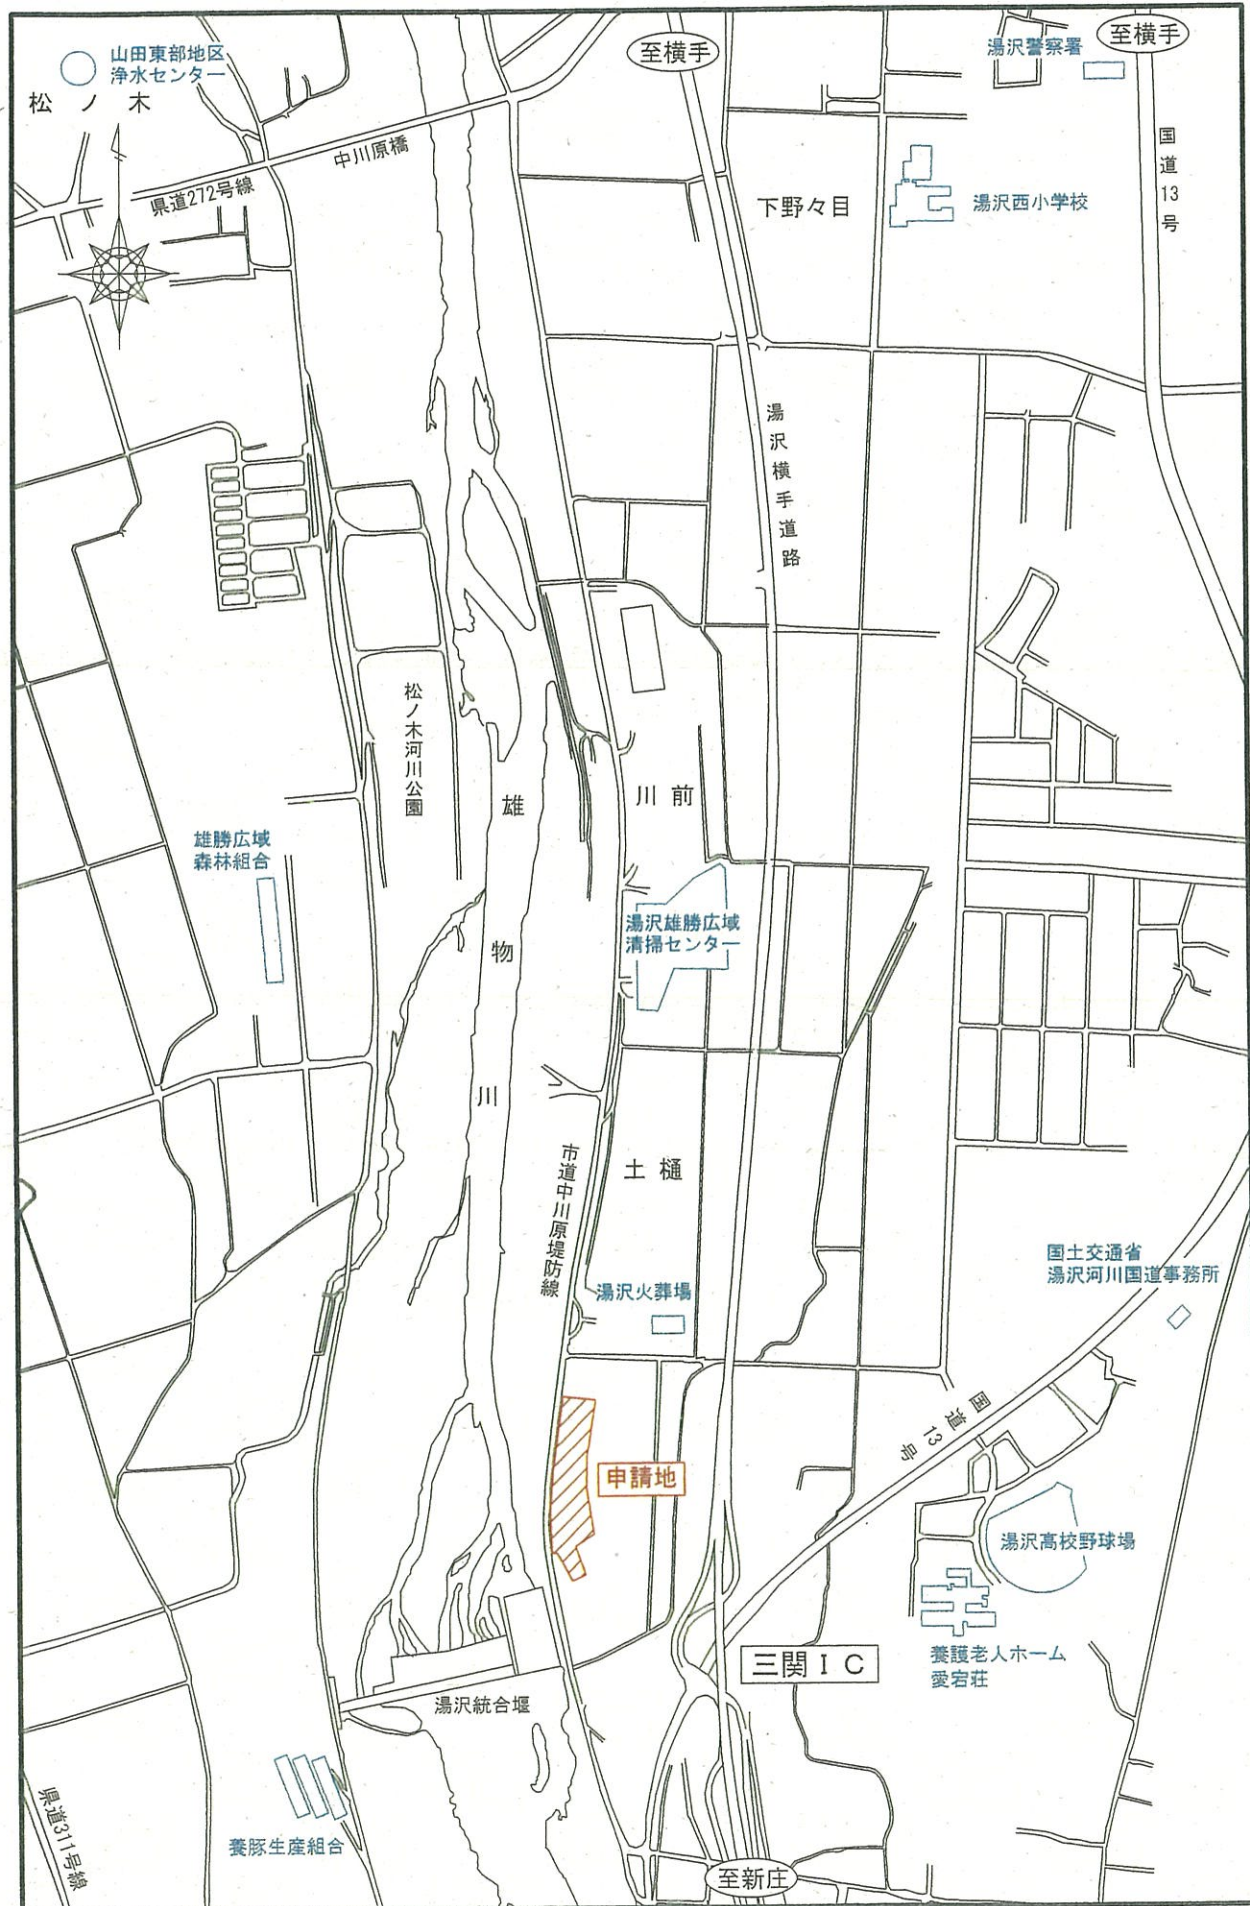 至横手
湯沢警察署
至横手
山田東部地区
浄水センター
松ノ木
中川原橋
県道272号線
国道13号
下野々目
湯沢西小学校
湯沢横手道路
松ノ木河川公園
川前
雄物川
雄勝広域
森林組合
湯沢雄勝広域
清掃センター
市道中川原堤防線
土樋
国土交通省
湯沢河川国道事務所
湯沢火葬場
国道13号
申請地
湯沢高校野球場
三関IC
養護老人ホーム
愛宕荘
湯沢統合堰
県道311号線
養豚生産組合
至新庄